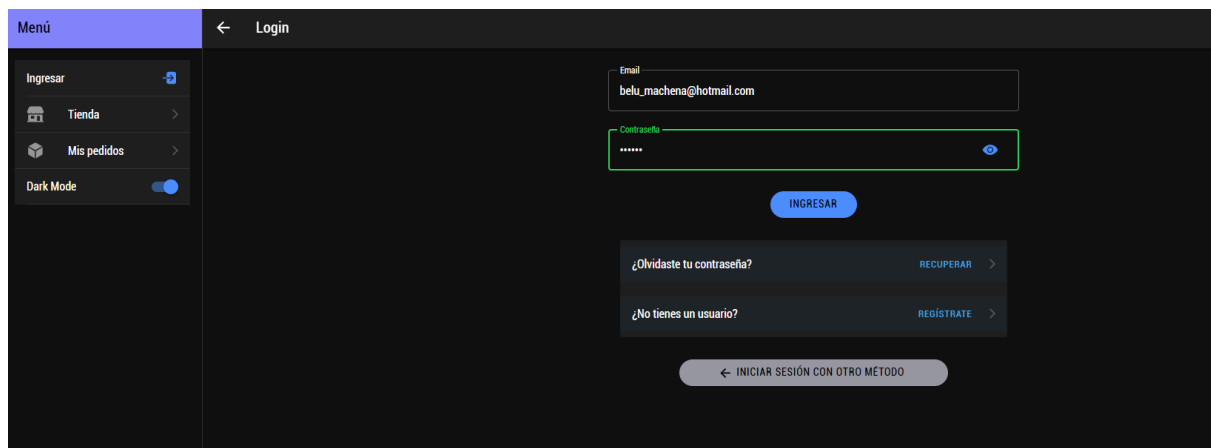 Menú
Ingresar
Tienda
Mis pedidos
Dark Mode
← Login
Email
belu_machena@hotmail.com
Contraseña
••••••
INGRESAR
¿Olvidaste tu contraseña? RECUPERAR
¿No tienes un usuario? REGÍSTRATE
← INICIAR SESIÓN CON OTRO MÉTODO